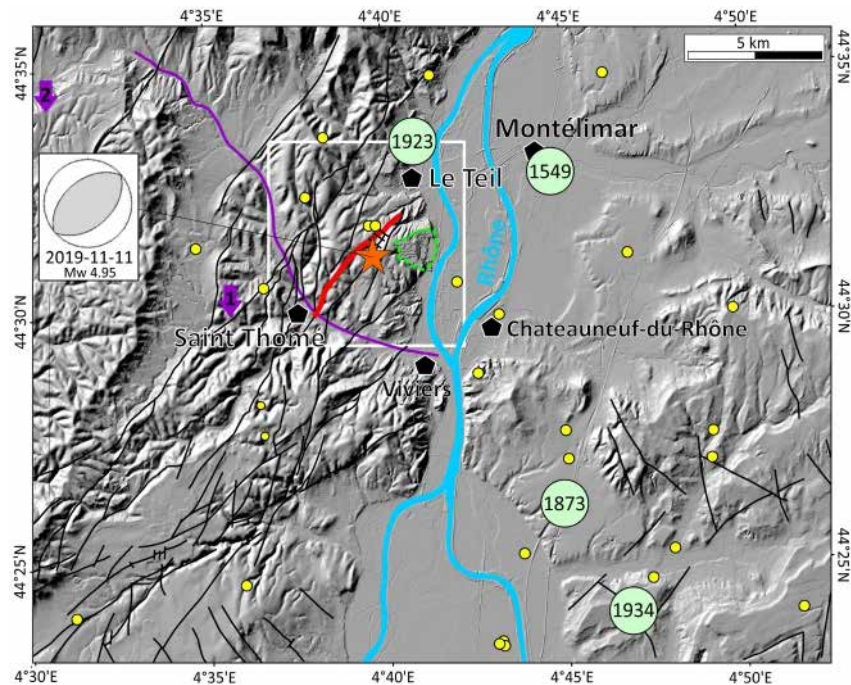 4°35'E 4°40'E 4°45'E 4°50'E
44°35'N
44°35'N
5 km
2
1923
Montélimar
1549
Le Teil
2019-11-11
Mw 4.95
Rhône
1
44°30'N
44°30'N
Saint Thomé
Chateauneuf-du-Rhône
Viviers
1873
44°25'N
44°25'N
1934
4°30'E 4°35'E 4°40'E 4°45'E 4°50'E